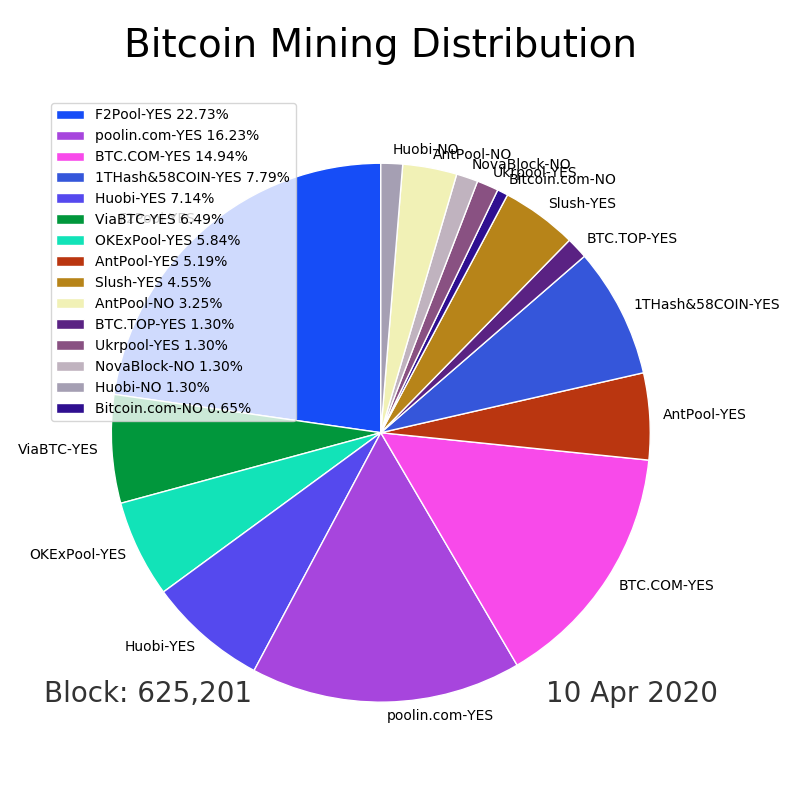 Bitcoin Mining Distribution
F2Pool-YES 22.73%
poolin.com-YES 16.23%
BTC.COM-YES 14.94%
1THash&58COIN-YES 7.79%
Huobi-YES 7.14%
ViaBTC-YES 6.49%
OKExPool-YES 5.84%
AntPool-YES 5.19%
Slush-YES 4.55%
AntPool-NO 3.25%
BTC.TOP-YES 1.30%
Ukrpool-YES 1.30%
NovaBlock-NO 1.30%
Huobi-NO 1.30%
Bitcoin.com-NO 0.65%
Huobi-NO
AntPool-NO
NovaBlock-NO
Ukrpool-YES
Bitcoin.com-NO
Slush-YES
BTC.TOP-YES
1THash&58COIN-YES
AntPool-YES
BTC.COM-YES
poolin.com-YES
Huobi-YES
OKExPool-YES
ViaBTC-YES
Block: 625,201
10 Apr 2020